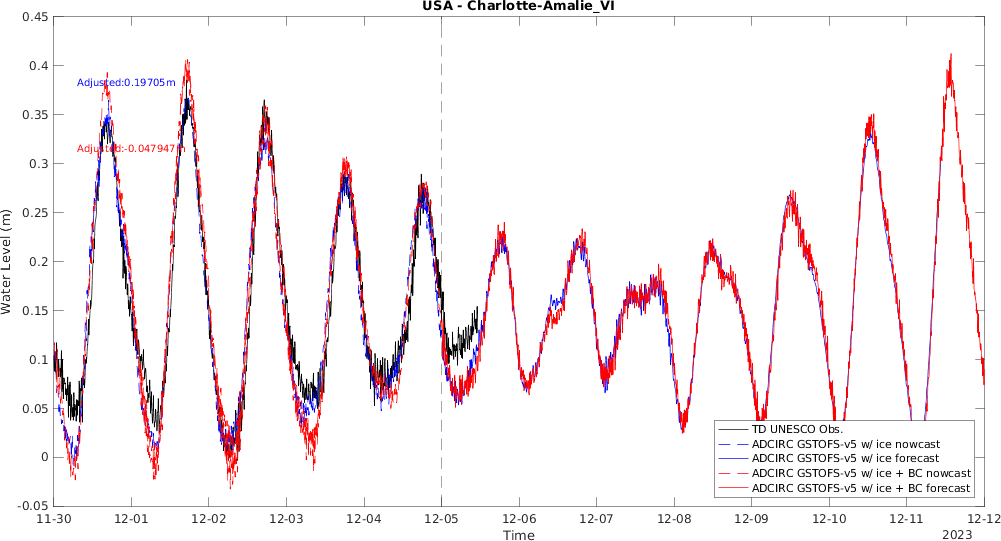 USA - Charlotte-Amalie_VI
0.45
0.4
0.35
0.3
0.25
0.2
0.15
0.1
0.05
0
-0.05
Water Level (m)
Adjusted:0.19705m
Adjusted:-0.047947m
TD UNESCO Obs.
ADCIRC GSTOFS-v5 w/ ice nowcast
ADCIRC GSTOFS-v5 w/ ice forecast
ADCIRC GSTOFS-v5 w/ ice + BC nowcast
ADCIRC GSTOFS-v5 w/ ice + BC forecast
11-30 12-01 12-02 12-03 12-04 12-05 12-06 12-07 12-08 12-09 12-10 12-11 12-12
Time
2023